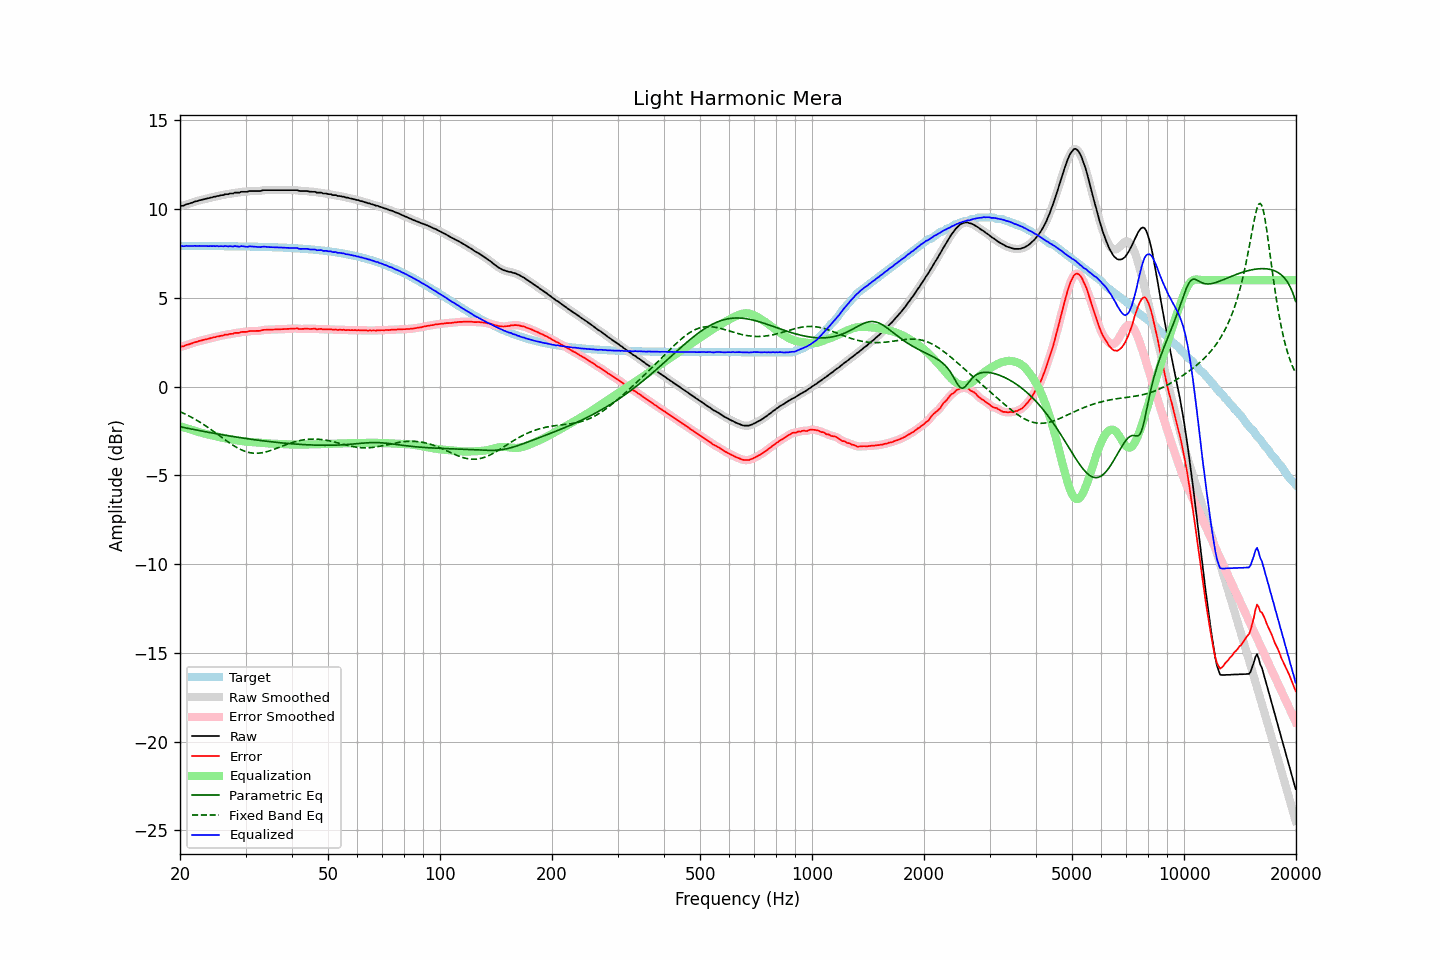 Light Harmonic Mera
15
10
5
0
−5
−10
−15
−20
−25
Amplitude (dBr)
Target
Raw Smoothed
Error Smoothed
Raw
Error
Equalization
Parametric Eq
Fixed Band Eq
Equalized
20 50 100 200 500 1000 2000 5000 10000 20000
Frequency (Hz)